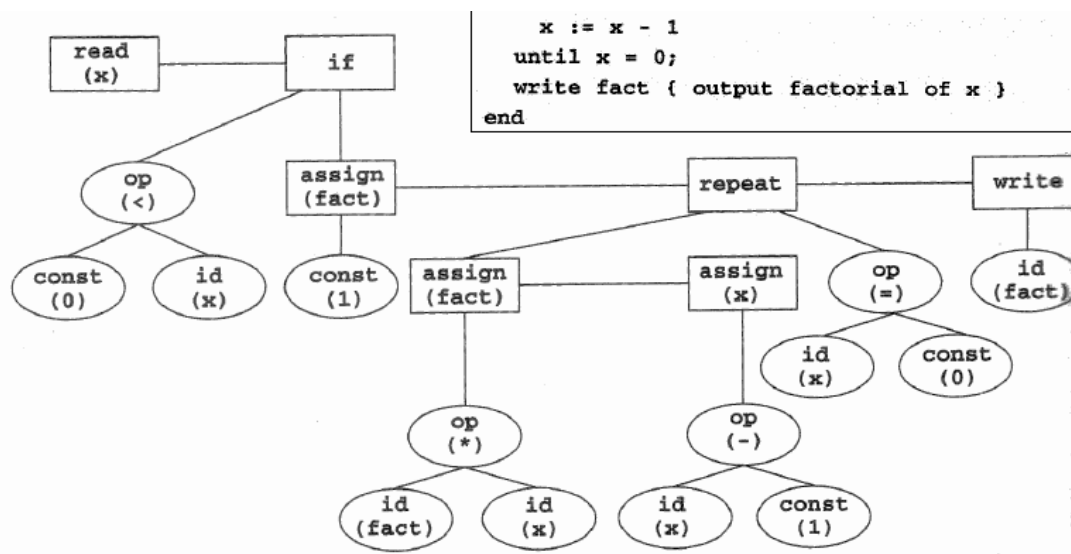 x := x - 1
until x = 0;
write fact { output factorial of x }
end
read
(x)
if
op
(<)
assign
(fact)
repeat
write
const
(0)
id
(x)
const
(1)
assign
(fact)
assign
(x)
op
(=)
id
(fact)
id
(x)
const
(0)
op
(*)
op
(-)
id
(fact)
id
(x)
id
(x)
const
(1)